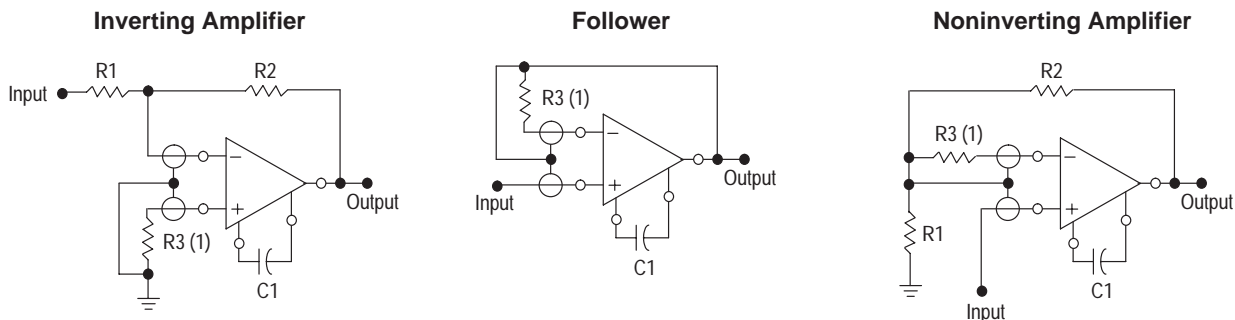 Inverting Amplifier
R1
R2
Input
R3 (1)
−
+
Output
C1
Follower
R3 (1)
−
+
Input
Output
C1
Noninverting Amplifier
R2
R3 (1)
−
+
Output
R1
C1
Input